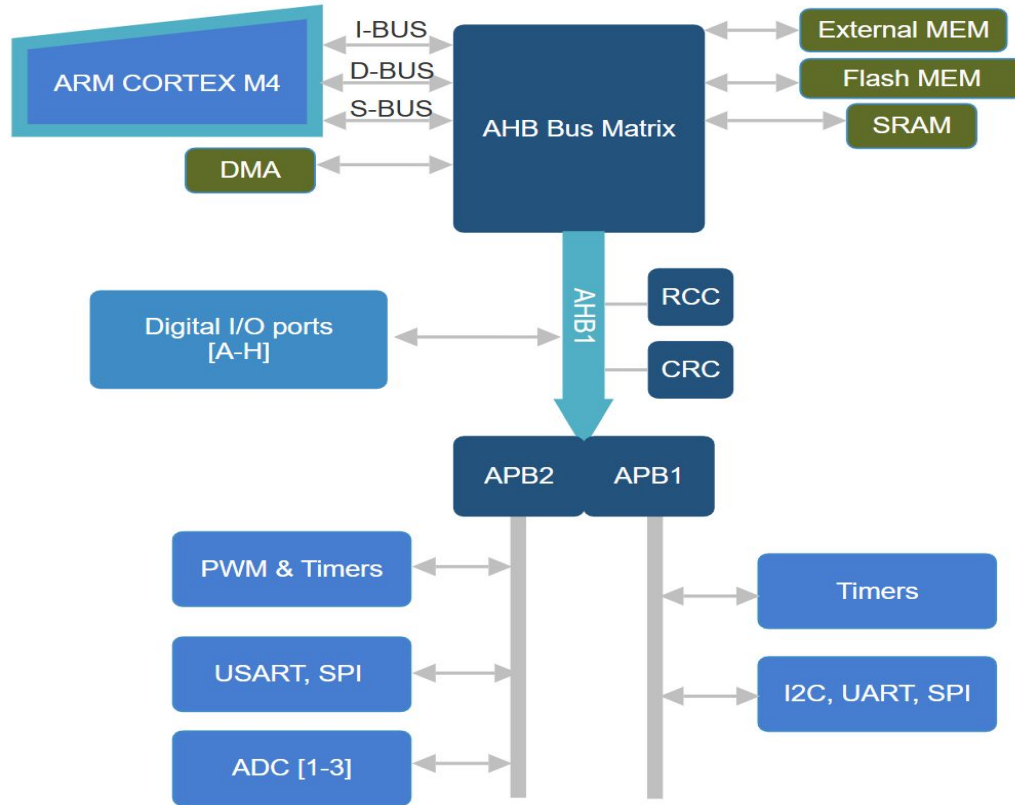 I-BUS
ARM CORTEX M4
D-BUS
S-BUS
DMA
AHB Bus Matrix
External MEM
Flash MEM
SRAM
AHB1
RCC
CRC
Digital I/O ports
[A-H]
APB2
APB1
PWM & Timers
USART, SPI
ADC [1-3]
Timers
I2C, UART, SPI